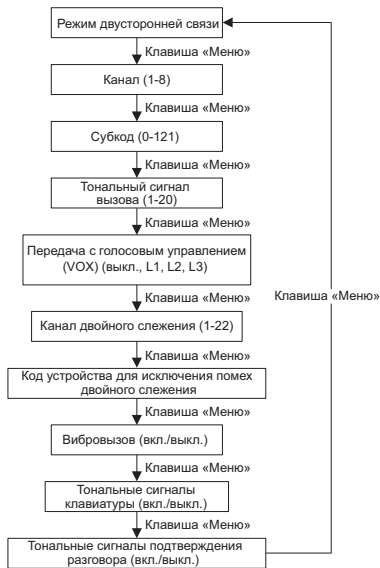 Режим двусторонней связи
Клавиша «Меню»
Канал (1-8)
Клавиша «Меню»
Субкод (0-121)
Клавиша «Меню»
Тональный сигнал
вызова (1-20)
Клавиша «Меню»
Передача с голосовым управлением
(VOX) (выкл., L1, L2, L3)
Клавиша «Меню»
Клавиша «Меню»
Канал двойного слежения (1-22)
Клавиша «Меню»
Код устройства для исключения помех
двойного слежения
Клавиша «Меню»
Вибровызов (вкл./выкл.)
Клавиша «Меню»
Тональные сигналы
клавиатуры (вкл./выкл.)
Клавиша «Меню»
Тональные сигналы подтверждения
разговора (вкл./выкл.)